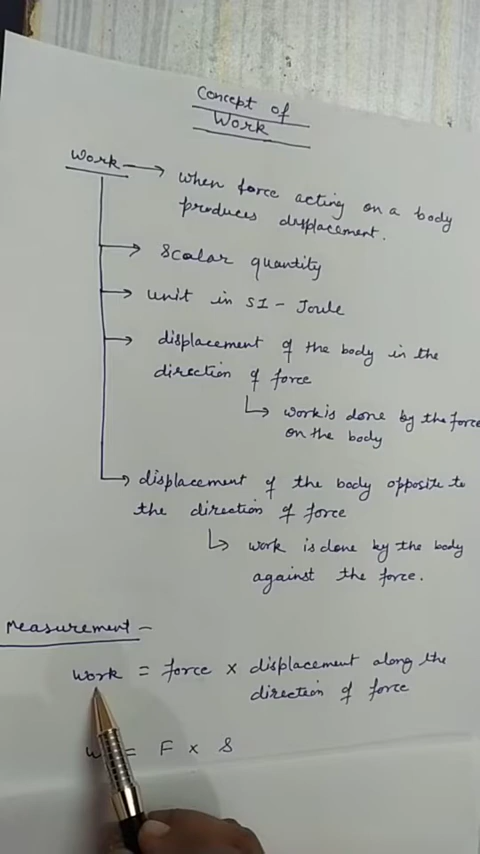 Concept of
Work
Work → when force acting on a body
produces displacement.
→ Scalar quantity
→ unit in SI - Joule
→ displacement of the body in the
direction of force
↳ work is done by the force
on the body
→ displacement of the body opposite to
the direction of force
↳ work is done by the body
against the force.
Measurement -
Work = force × displacement along the
direction of force
W = F × S